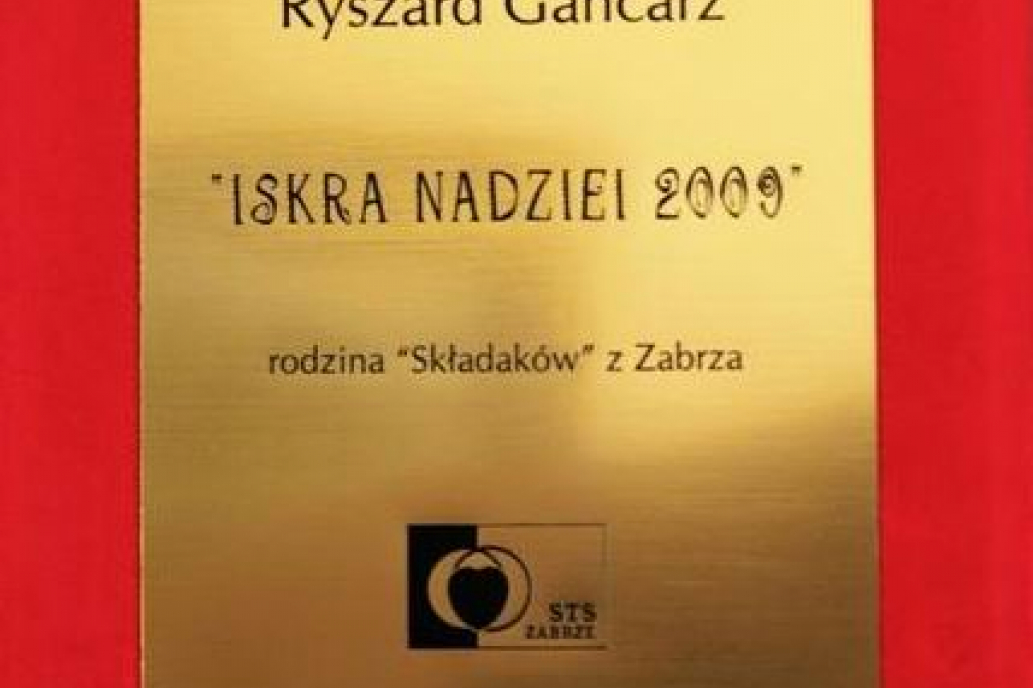 Ryszard Gancarz
"ISKRA NADZIEI 2009"
rodzina “Składaków” z Zabrza
STS
ZABRZE